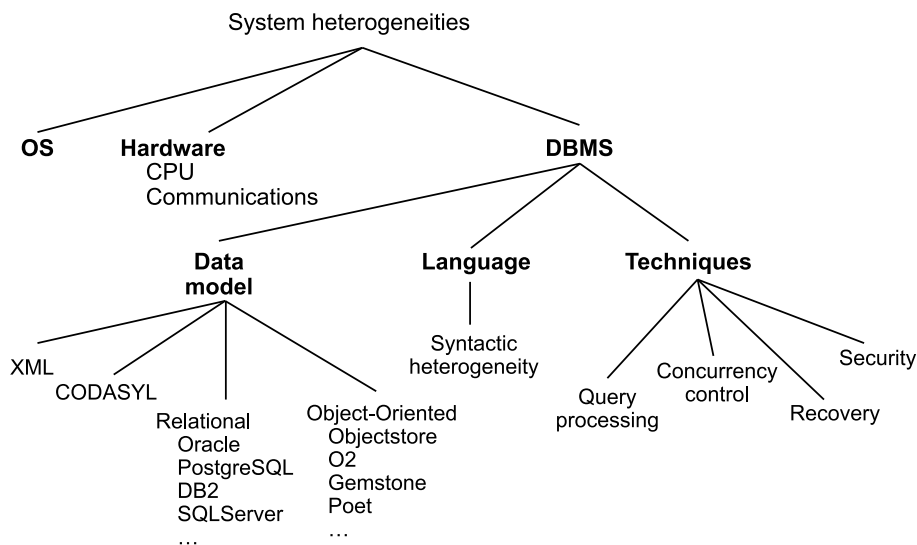 System heterogeneities
OS
Hardware
CPU
Communications
DBMS
Data
model
Language
Techniques
XML
CODASYL
Relational
Oracle
PostgreSQL
DB2
SQLServer
…
Object-Oriented
Objectstore
O2
Gemstone
Poet
…
Syntactic
heterogeneity
Query
processing
Concurrency
control
Recovery
Security